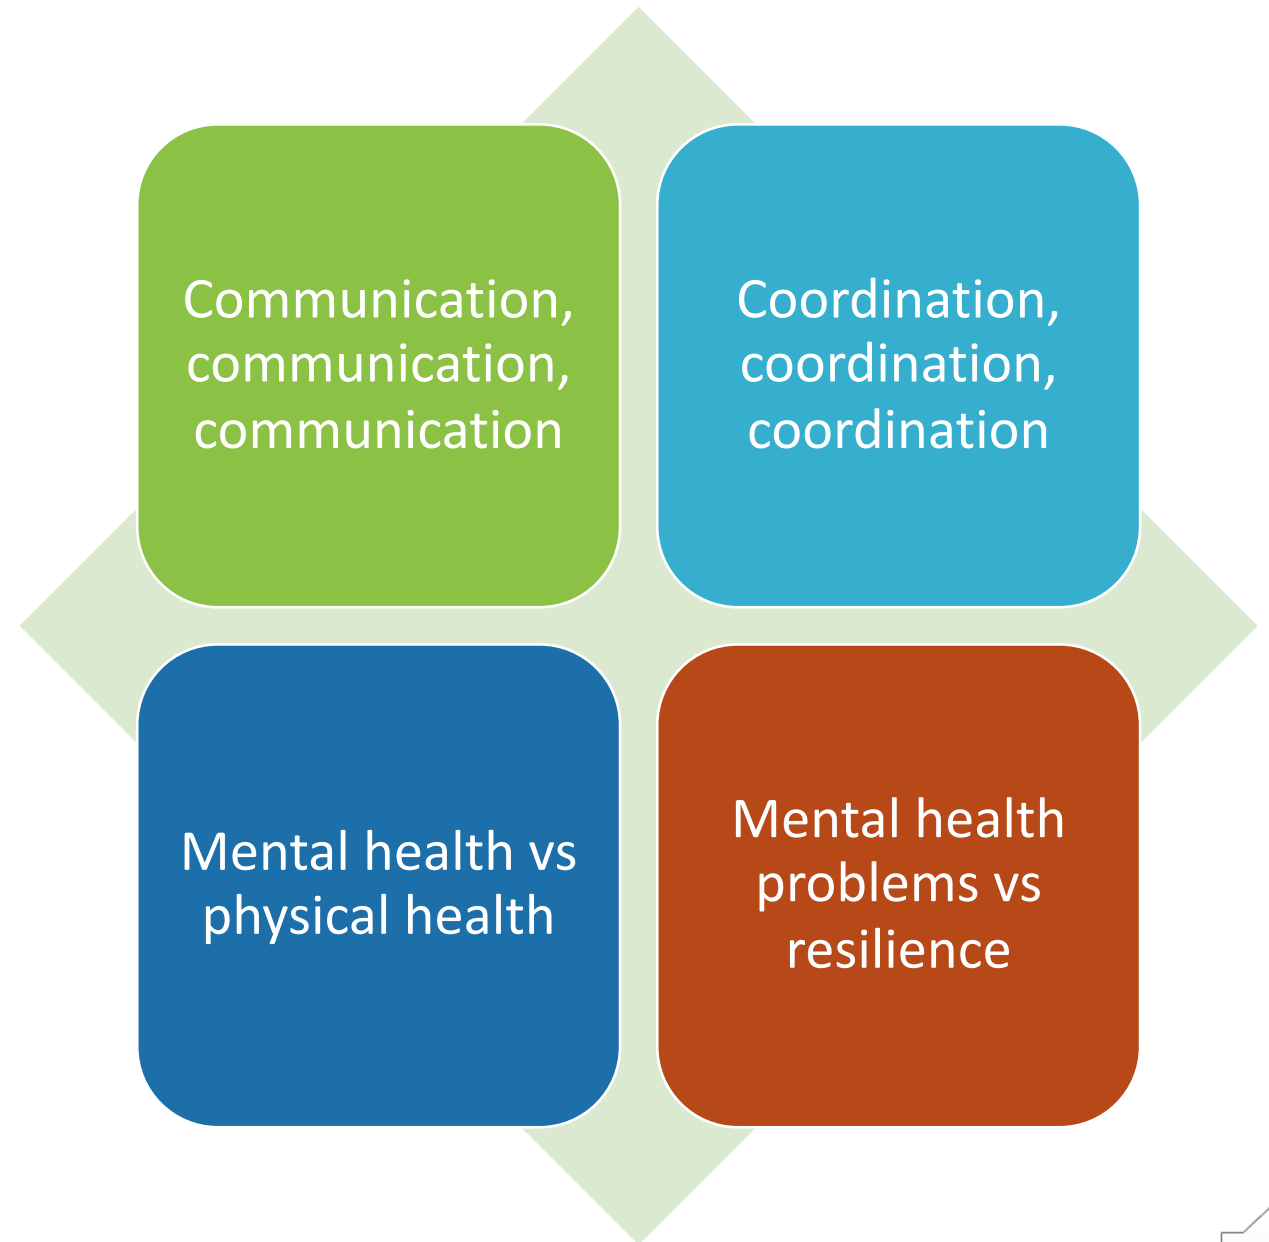 Communication,
communication,
communication
Coordination,
coordination,
coordination
Mental health vs
physical health
Mental health
problems vs
resilience